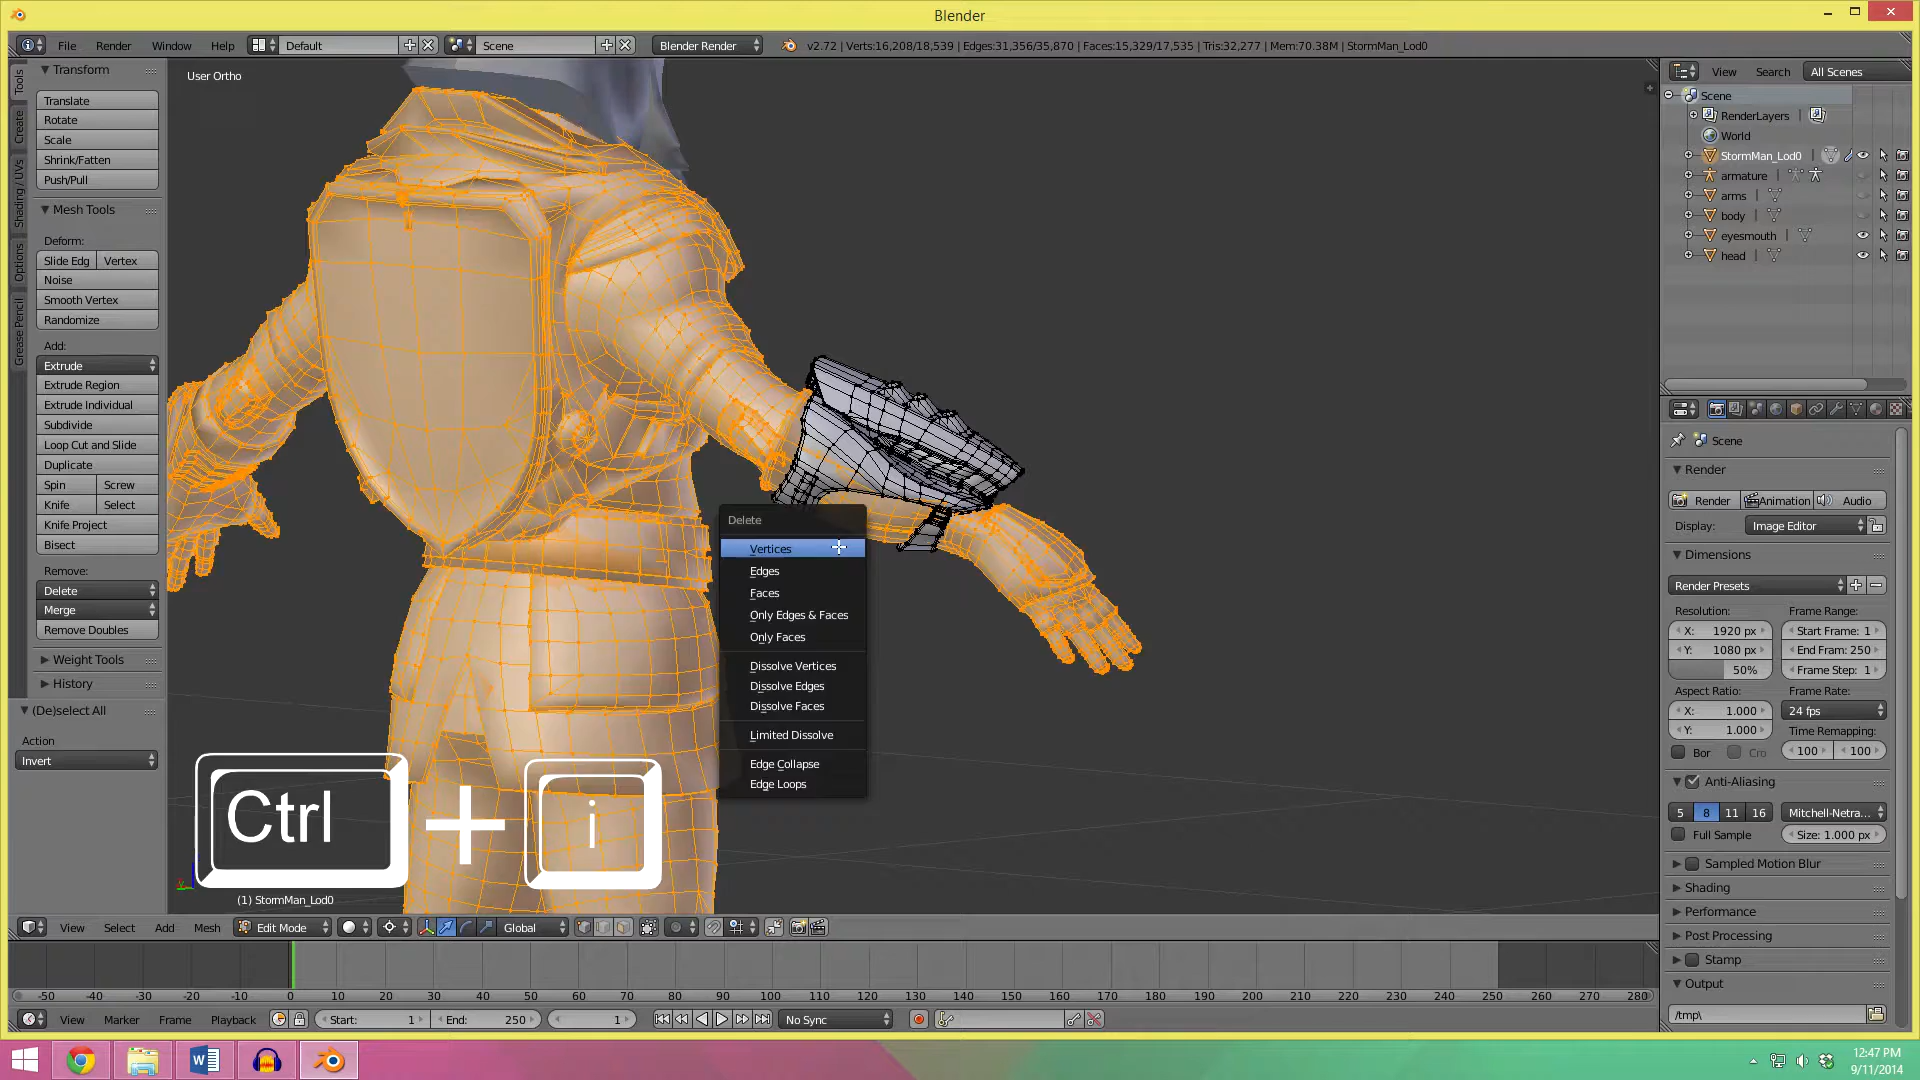 Blender
File Render Window Help Default Scene Blender Render v2.72 | Verts:16,208/18,539 | Edges:31,356/35,870 | Faces:15,329/17,535 | Tris:32,277 | Mem:70.38M | StormMan_Lod0
Tools
Create
Shading / UVs
Options
Grease Pencil
Transform
Translate
Rotate
Scale
Shrink/Fatten
Push/Pull
Mesh Tools
Deform:
Slide Edg Vertex
Noise
Smooth Vertex
Randomize
Add:
Extrude
Extrude Region
Extrude Individual
Subdivide
Loop Cut and Slide
Duplicate
Spin Screw
Knife Select
Knife Project
Bisect
Remove:
Delete
Merge
Remove Doubles
Weight Tools
History
(De)select All
Action
Invert
User Ortho
Delete
Vertices
Edges
Faces
Only Edges & Faces
Only Faces
Dissolve Vertices
Dissolve Edges
Dissolve Faces
Limited Dissolve
Edge Collapse
Edge Loops
Ctrl + i
(1) StormMan_Lod0
View Select Add Mesh Edit Mode Global
View Search All Scenes
Scene
RenderLayers |
World
StormMan_Lod0 |
armature |
arms |
body |
eyesmouth |
head |
Scene
Render
Render Animation Audio
Display: Image Editor
Dimensions
Render Presets
Resolution: Frame Range:
X: 1920 px Start Frame: 1
Y: 1080 px End Fram: 250
50% Frame Step: 1
Aspect Ratio: Frame Rate:
X: 1.000 24 fps
Y: 1.000 Time Remapping:
Bor Cro 100 100
Anti-Aliasing
5 8 11 16 Mitchell-Netra...
Full Sample Size: 1.000 px
Sampled Motion Blur
Shading
Performance
Post Processing
Stamp
Output
/tmp\
-50 -40 -30 -20 -10 0 10 20 30 40 50 60 70 80 90 100 110 120 130 140 150 160 170 180 190 200 210 220 230 240 250 260 270 280
View Marker Frame Playback Start: 1 End: 250 1 No Sync
12:47 PM
9/11/2014